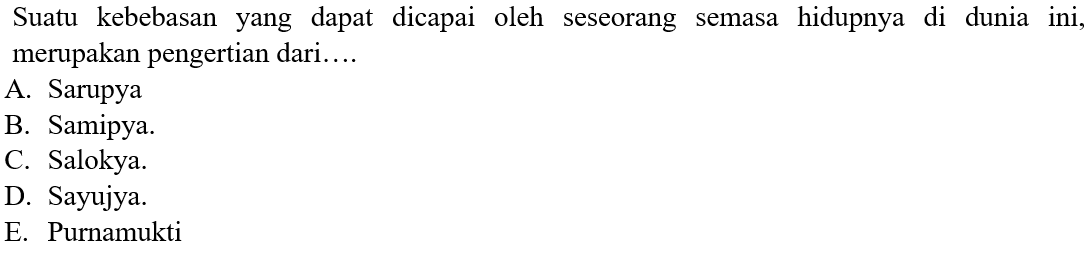 Suatu kebebasan yang dapat dicapai oleh seseorang semasa hidupnya di dunia ini,
merupakan pengertian dari….
A. Sarupya
B. Samipya.
C. Salokya.
D. Sayujya.
E. Purnamukti